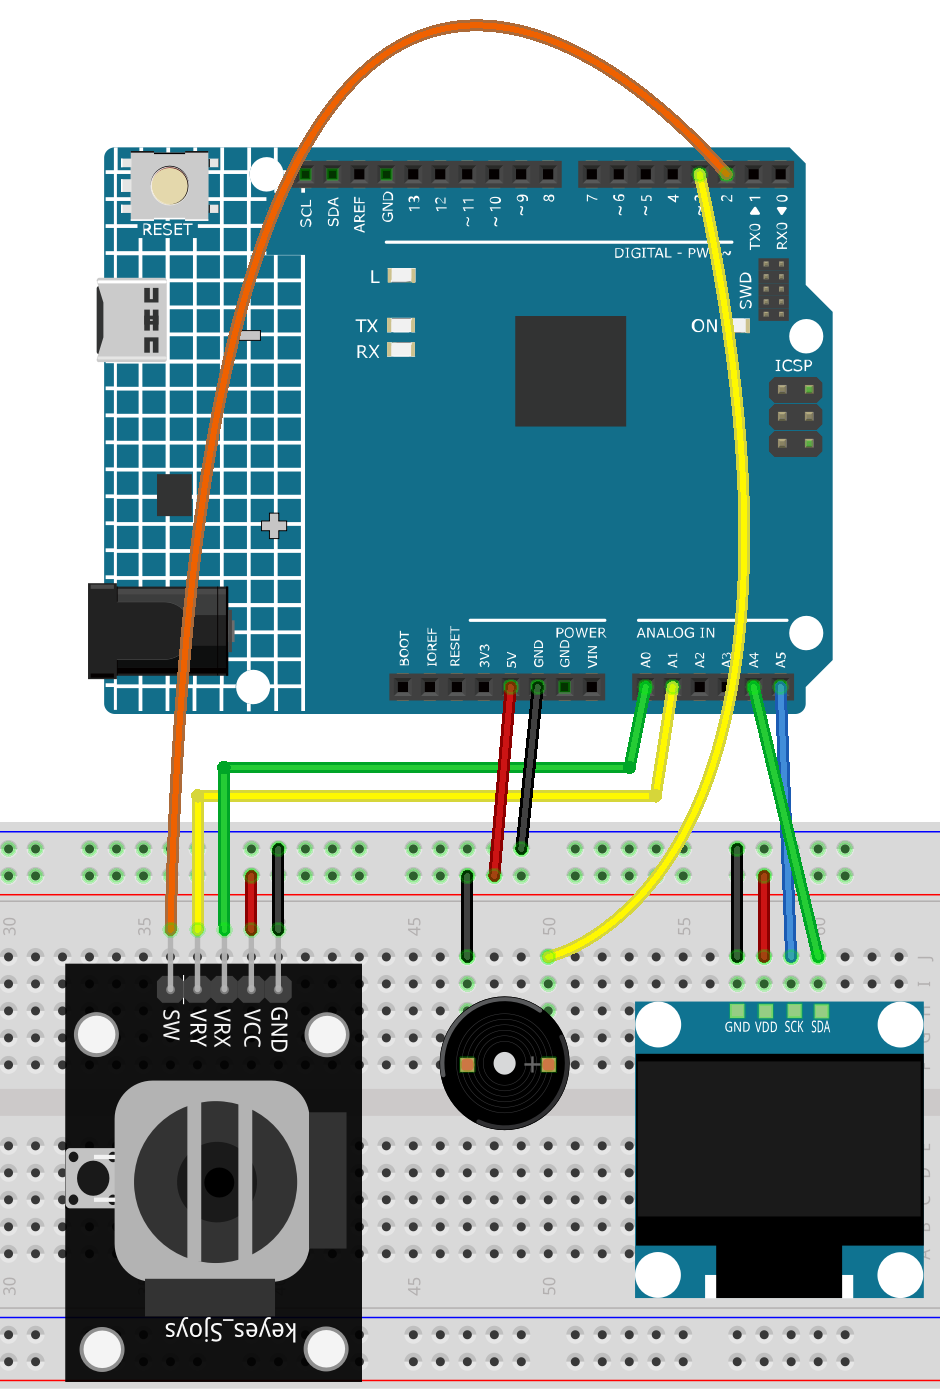 SCL
SDA
AREF
GND
13
12
~11
~10
~9
8
7
~6
~5
4
2
TX0 ▶ 1
RX0 ◀ 0
RESET
DIGITAL - PW
L
TX
RX
SWD
ON
ICSP
BOOT
IOREF
RESET
3V3
5V
GND
GND
VIN
POWER
ANALOG IN
A0
A1
A2
A3
A4
A5
30
35
45
50
55
60
J
I
H
F
SW
VRY
VRX
VCC
GND
GND
VDD
SCK
SDA
E
B
A
30
45
50
keyes_Sjoys